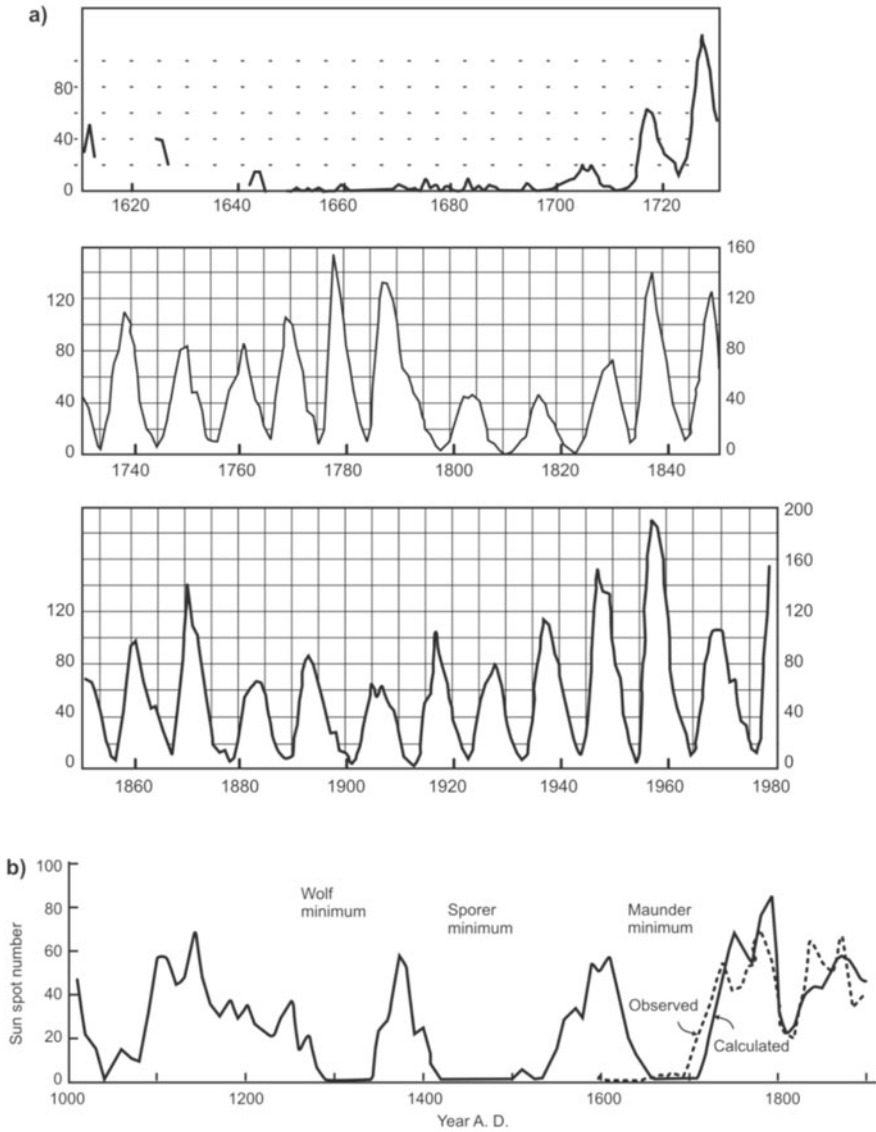 a)
80
40
0
1620 1640 1660 1680 1700 1720
160
120 120
80 80
40 40
0 0
1740 1760 1780 1800 1820 1840
200
160
120 120
80 80
40 40
0 0
1860 1880 1900 1920 1940 1960 1980
b)
100
80
60
40
20
0
Sun spot number
Wolf
minimum
Sporer
minimum
Maunder
minimum
Observed
Calculated
1000 1200 1400 1600 1800
Year A. D.